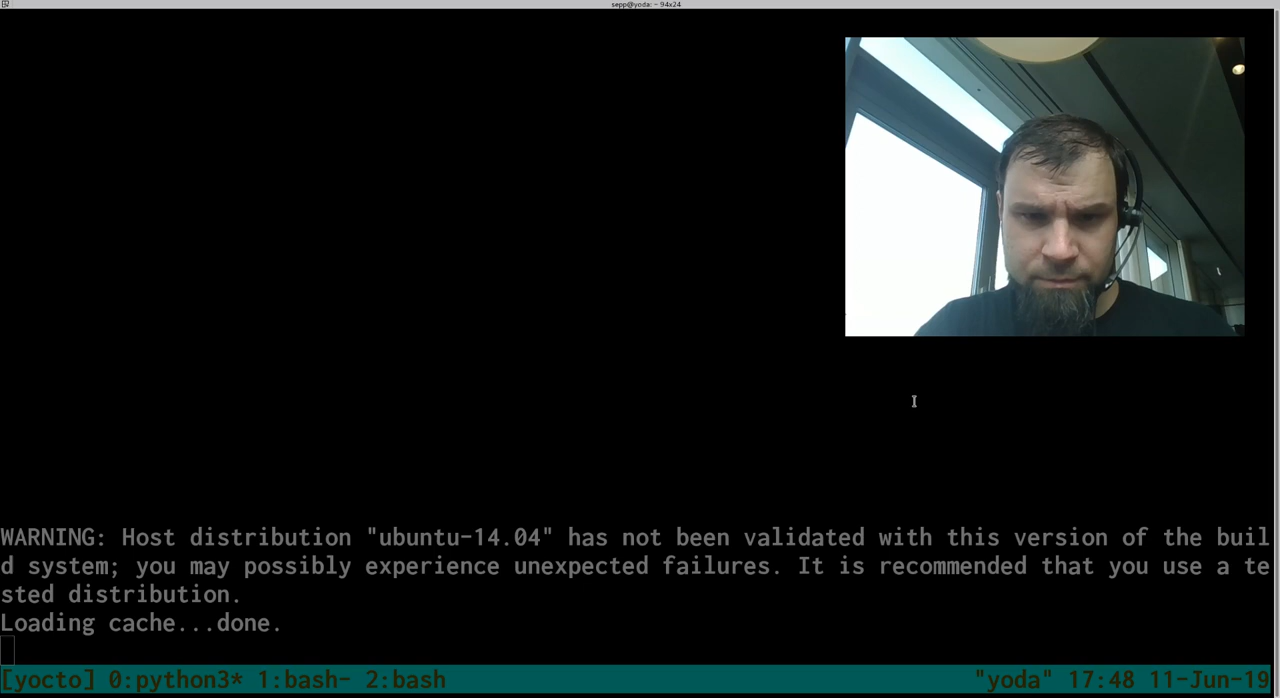 sepp@yoda: ~ 94x24
WARNING: Host distribution "ubuntu-14.04" has not been validated with this version of the buil
d system; you may possibly experience unexpected failures. It is recommended that you use a te
sted distribution.
Loading cache...done.
[yocto] 0:python3* 1:bash- 2:bash "yoda" 17:48 11-Jun-19